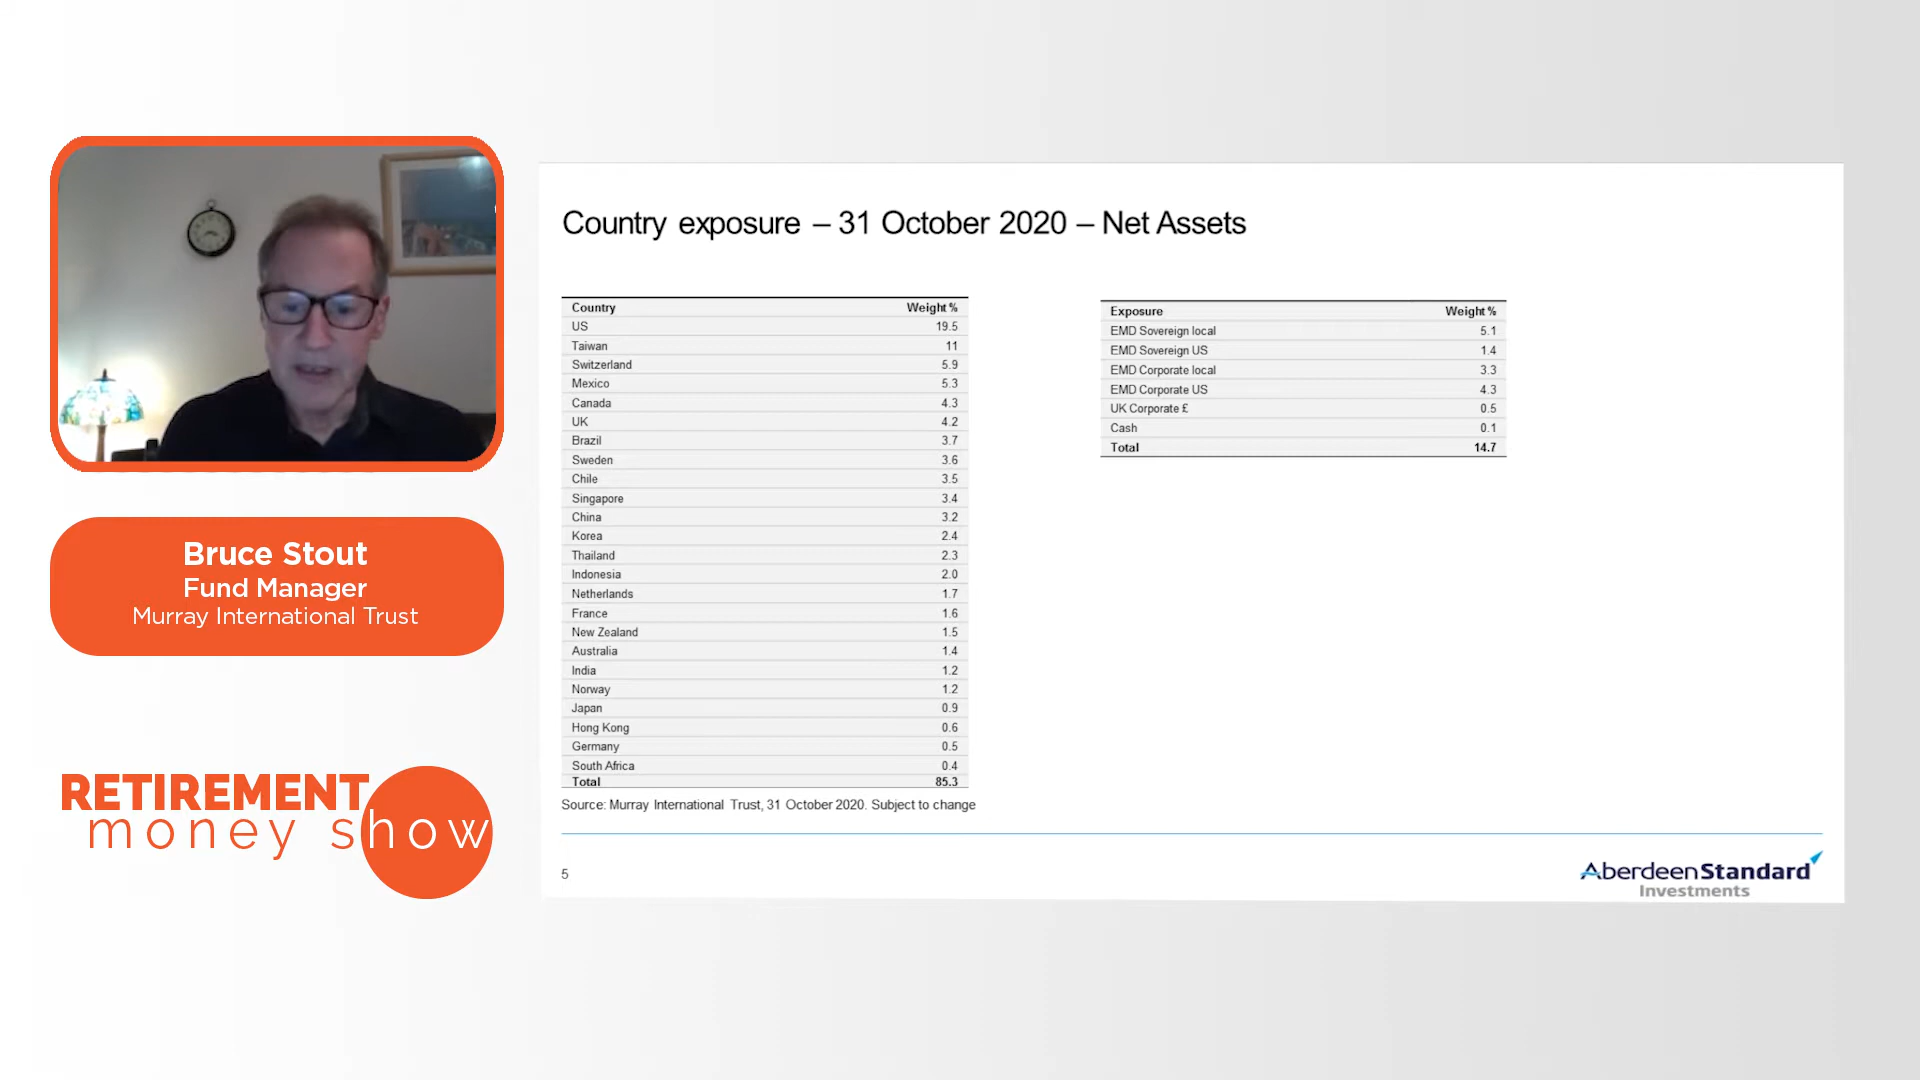 Bruce Stout
Fund Manager
Murray International Trust
RETIREMENT
money show
Country exposure – 31 October 2020 – Net Assets
Country Weight %
US 19.5
Taiwan 11
Switzerland 5.9
Mexico 5.3
Canada 4.3
UK 4.2
Brazil 3.7
Sweden 3.6
Chile 3.5
Singapore 3.4
China 3.2
Korea 2.4
Thailand 2.3
Indonesia 2.0
Netherlands 1.7
France 1.6
New Zealand 1.5
Australia 1.4
India 1.2
Norway 1.2
Japan 0.9
Hong Kong 0.6
Germany 0.5
South Africa 0.4
Total 85.3
Source: Murray International Trust, 31 October 2020. Subject to change
Exposure Weight %
EMD Sovereign local 5.1
EMD Sovereign US 1.4
EMD Corporate local 3.3
EMD Corporate US 4.3
UK Corporate £ 0.5
Cash 0.1
Total 14.7
5
AberdeenStandard
Investments